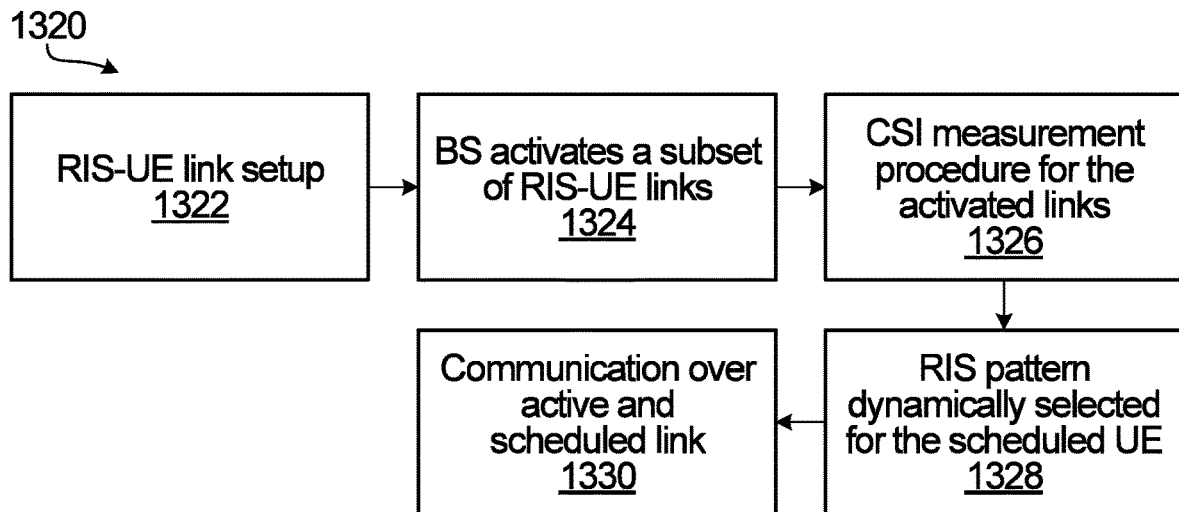 1320
RIS-UE link setup
1322
BS activates a subset
of RIS-UE links
1324
CSI measurement
procedure for the
activated links
1326
RIS pattern
dynamically selected
for the scheduled UE
1328
Communication over
active and
scheduled link
1330